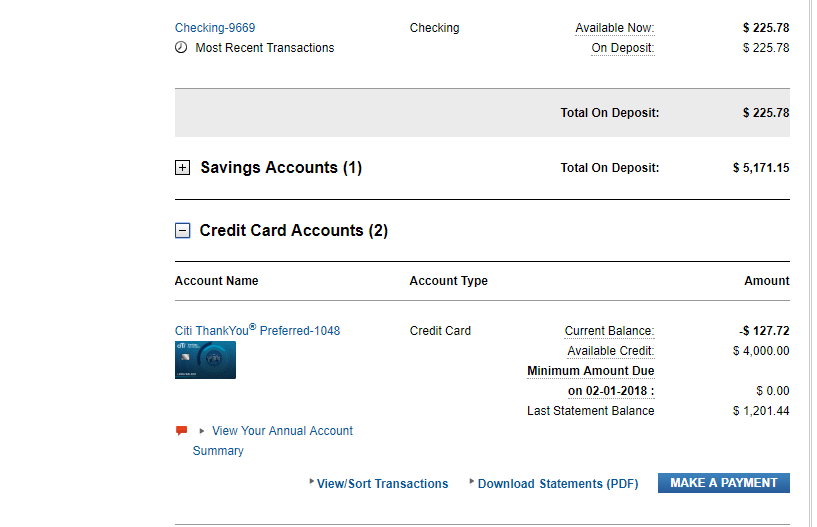 Checking-9669 Checking Available Now: $ 225.78
Most Recent Transactions On Deposit: $ 225.78
Total On Deposit: $ 225.78
Savings Accounts (1) Total On Deposit: $ 5,171.15
Credit Card Accounts (2)
Account Name Account Type Amount
Citi ThankYou® Preferred-1048 Credit Card Current Balance: -$ 127.72
citi Available Credit: $ 4,000.00
Minimum Amount Due
on 02-01-2018 : $ 0.00
Last Statement Balance $ 1,201.44
View Your Annual Account
Summary
View/Sort Transactions Download Statements (PDF) MAKE A PAYMENT